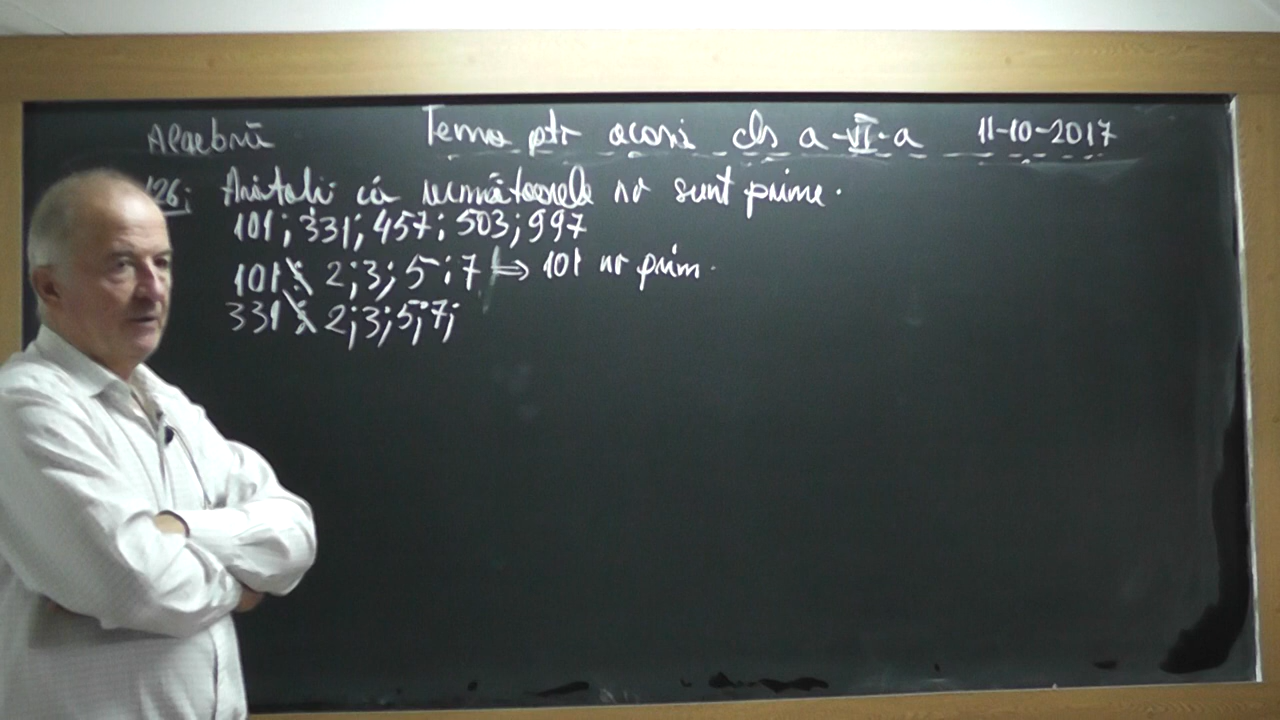 Algebră Tema ptr acasă cls a-VI-a 11-10-2017
126; Arătați că următoarele nr sunt prime.
101; 331; 457; 503; 997
101 ⋮̸ 2; 3; 5; 7 => 101 nr prim.
331 ⋮̸ 2; 3; 5; 7;